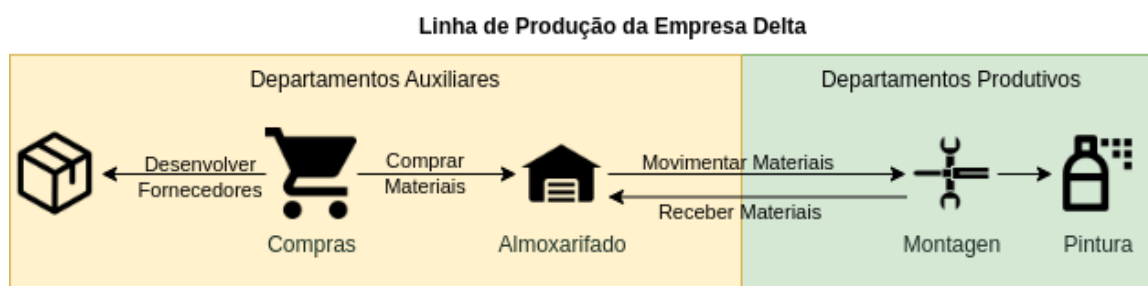 Linha de Produção da Empresa Delta
Departamentos Auxiliares
Departamentos Produtivos
Desenvolver
Fornecedores
Comprar
Materiais
Movimentar Materiais
Receber Materiais
Compras
Almoxarifado
Montagen
Pintura